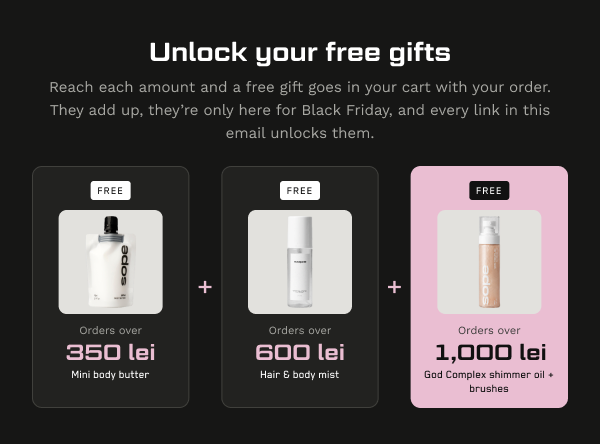 Unlock your free gifts
Reach each amount and a free gift goes in your cart with your order.
They add up, they're only here for Black Friday, and every link in this
email unlocks them.
FREE
sope
Orders over
350 lei
Mini body butter
+
FREE
Orders over
600 lei
Hair & body mist
+
FREE
sope
Orders over
1,000 lei
God Complex shimmer oil +
brushes